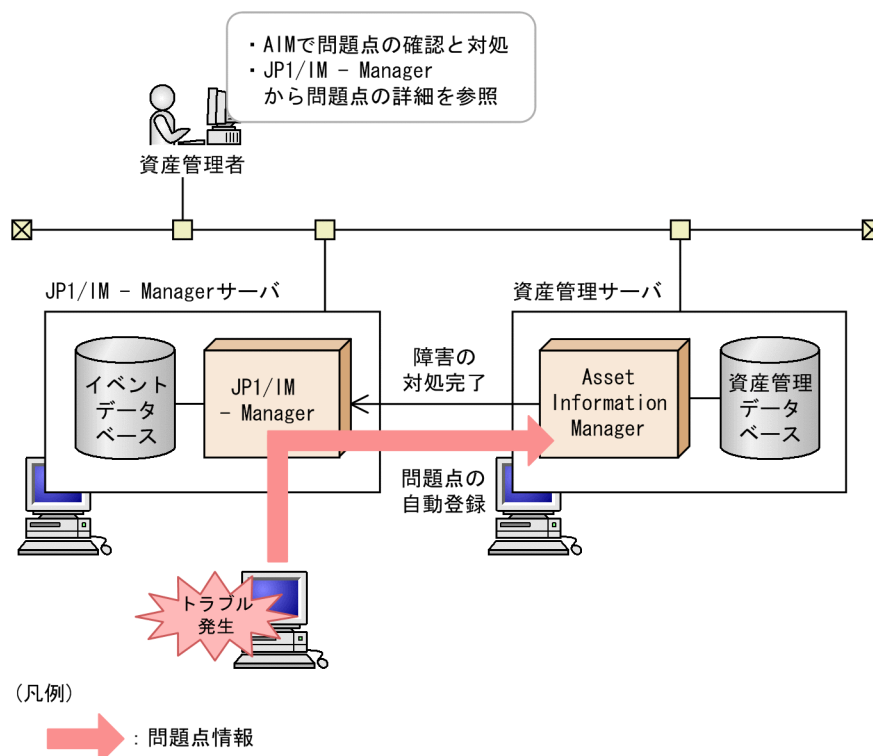 ・AIMで問題点の確認と対処
・JP1/IM － Manager
から問題点の詳細を参照
資産管理者
JP1/IM － Managerサーバ
資産管理サーバ
イベント
データ
ベース
JP1/IM
－ Manager
障害の
対処完了
Asset
Information
Manager
資産管理
データ
ベース
問題点の
自動登録
トラブル
発生
(凡例)
：問題点情報